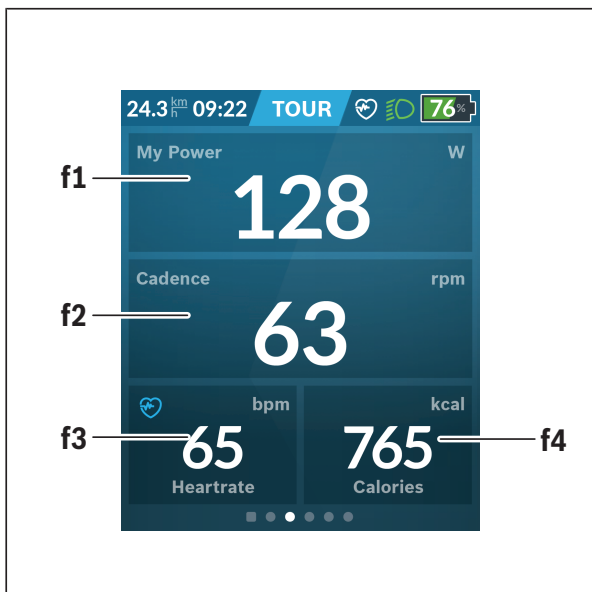 24.3 km/h 09:22 TOUR 76%
My Power W
f1 128
Cadence rpm
f2 63
bpm kcal
f3 65 765 f4
Heartrate Calories